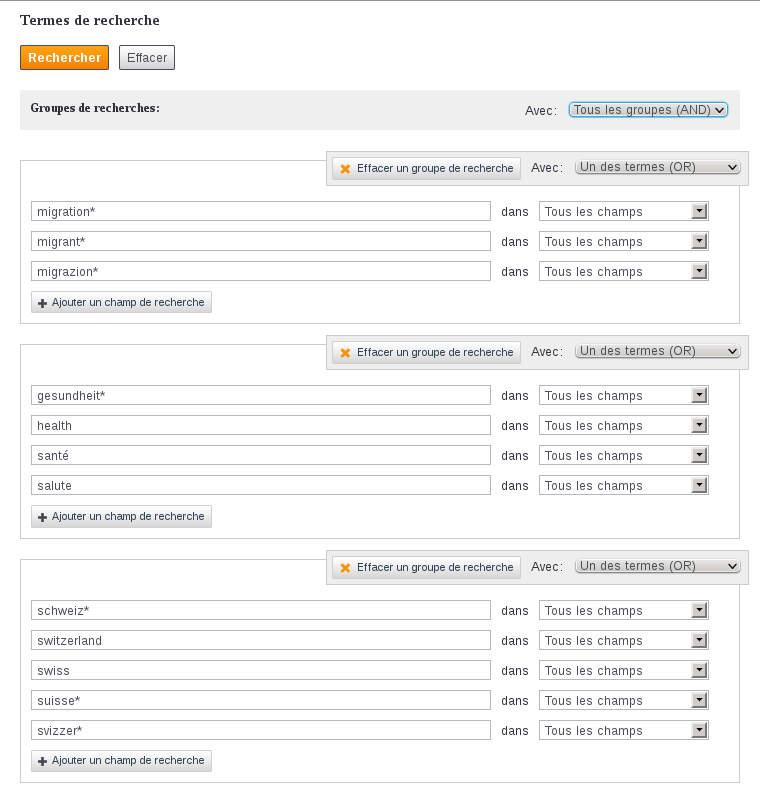 Termes de recherche
Rechercher Effacer
Groupes de recherches: Avec: Tous les groupes (AND)
Effacer un groupe de recherche Avec: Un des termes (OR)
migration* dans Tous les champs
migrant* dans Tous les champs
migrazion* dans Tous les champs
Ajouter un champ de recherche
Effacer un groupe de recherche Avec: Un des termes (OR)
gesundheit* dans Tous les champs
health dans Tous les champs
santé dans Tous les champs
salute dans Tous les champs
Ajouter un champ de recherche
Effacer un groupe de recherche Avec: Un des termes (OR)
schweiz* dans Tous les champs
switzerland dans Tous les champs
swiss dans Tous les champs
suisse* dans Tous les champs
svizzer* dans Tous les champs
Ajouter un champ de recherche